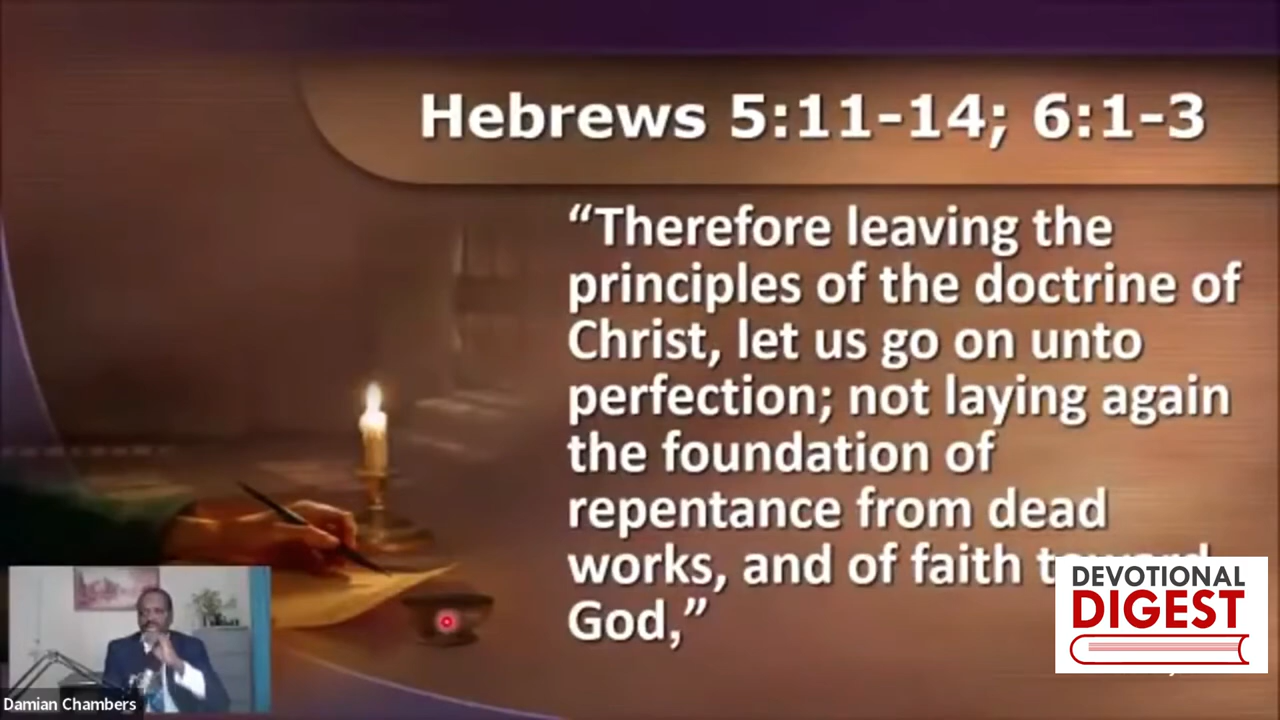 Hebrews 5:11-14; 6:1-3
“Therefore leaving the
principles of the doctrine of
Christ, let us go on unto
perfection; not laying again
the foundation of
repentance from dead
works, and of faith toward
God,”
DEVOTIONAL
DIGEST
Damian Chambers